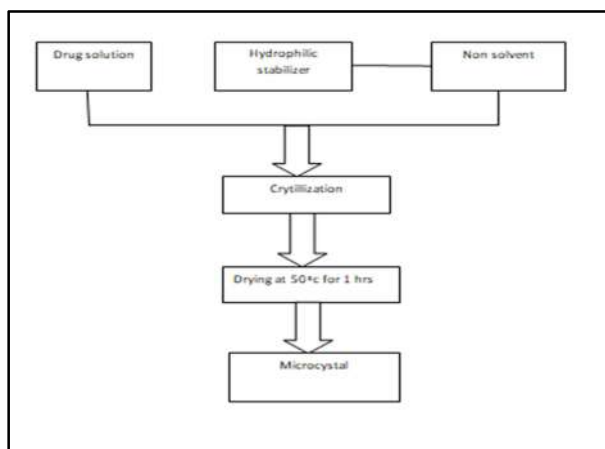 Drug solution
Hydrophilic
stabilizer
Non solvent
Crytillization
Drying at 50°c for 1 hrs
Microcystal